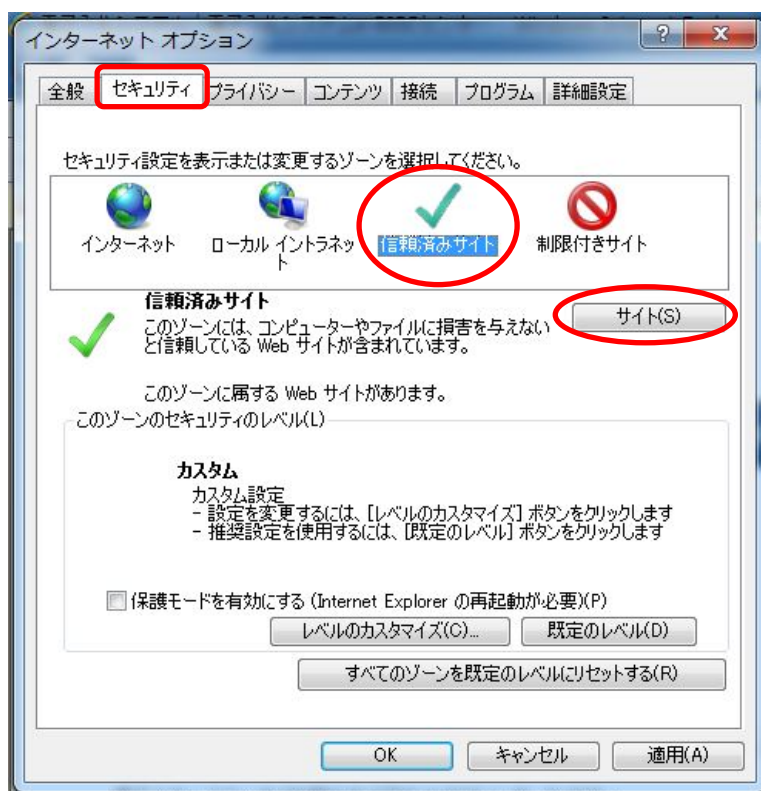 インターネット オプション
全般 セキュリティ プライバシー コンテンツ 接続 プログラム 詳細設定
セキュリティ設定を表示または変更するゾーンを選択してください。
インターネット ローカル イントラネット 信頼済みサイト 制限付きサイト
信頼済みサイト
サイト(S)
このゾーンには、コンピューターやファイルに損害を与えない
と信頼している Web サイトが含まれています。
このゾーンに属する Web サイトがあります。
このゾーンのセキュリティのレベル(L)
カスタム
カスタム設定
- 設定を変更するには、[レベルのカスタマイズ] ボタンをクリックします
- 推奨設定を使用するには、[既定のレベル] ボタンをクリックします
保護モードを有効にする (Internet Explorer の再起動が必要)(P)
レベルのカスタマイズ(C)... 既定のレベル(D)
すべてのゾーンを既定のレベルにリセットする(R)
OK キャンセル 適用(A)